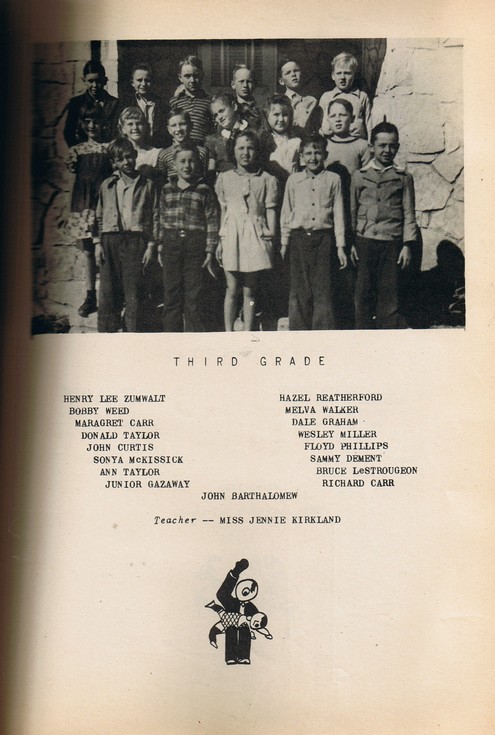 THIRD GRADE
HENRY LEE ZUMWALT
BOBBY WEED
MARAGRET CARR
DONALD TAYLOR
JOHN CURTIS
SONYA McKISSICK
ANN TAYLOR
JUNIOR GAZAWAY
HAZEL REATHERFORD
MELVA WALKER
DALE GRAHAM
WESLEY MILLER
FLOYD PHILLIPS
SAMMY DEMENT
BRUCE LeSTROUGEON
RICHARD CARR
JOHN BARTHALOMEW
Teacher -- MISS JENNIE KIRKLAND